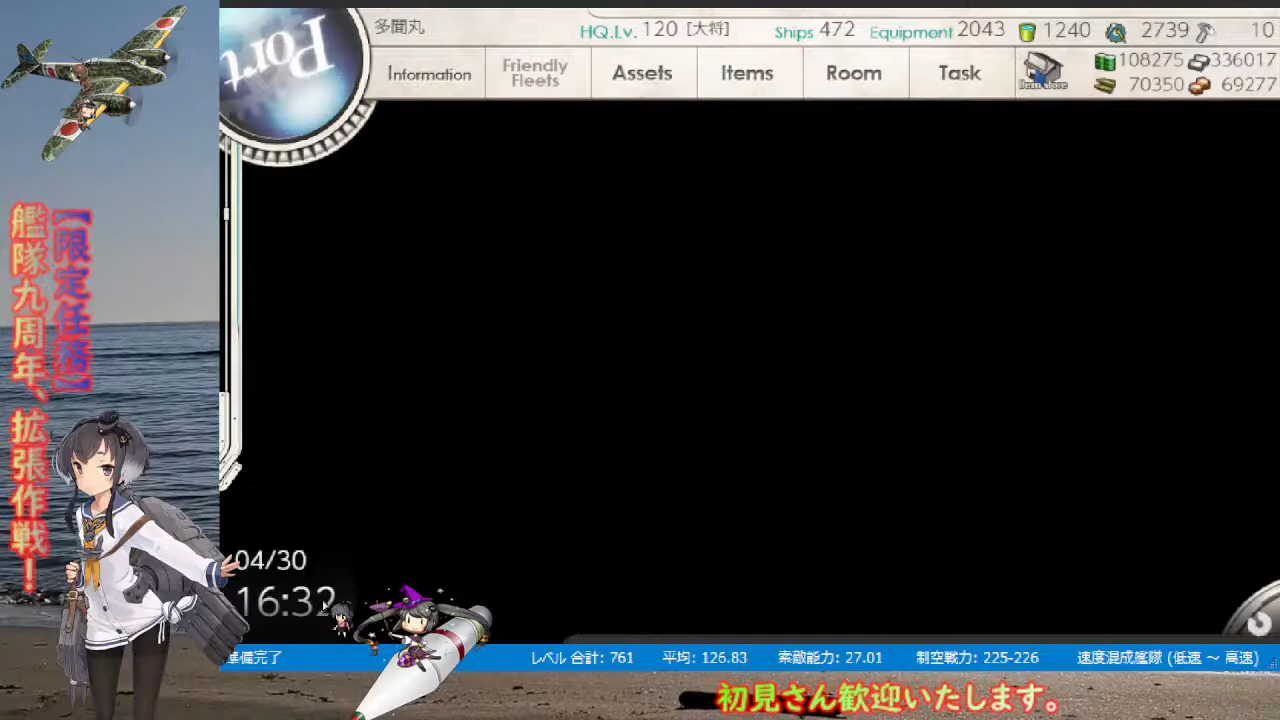 Port
多聞丸
HQ.Lv. 120 [大将]
Ships 472 Equipment 2043
1240
2739
10
Information
Friendly Fleets
Assets
Items
Room
Task
108275
336017
70350
69277
【限定任務】
艦隊九周年、拡張作戦！
04/30
16:32
準備完了
レベル 合計: 761
平均: 126.83
索敵能力: 27.01
制空戦力: 225-226
速度混成艦隊 (低速 ～ 高速)
初見さん歓迎いたします。